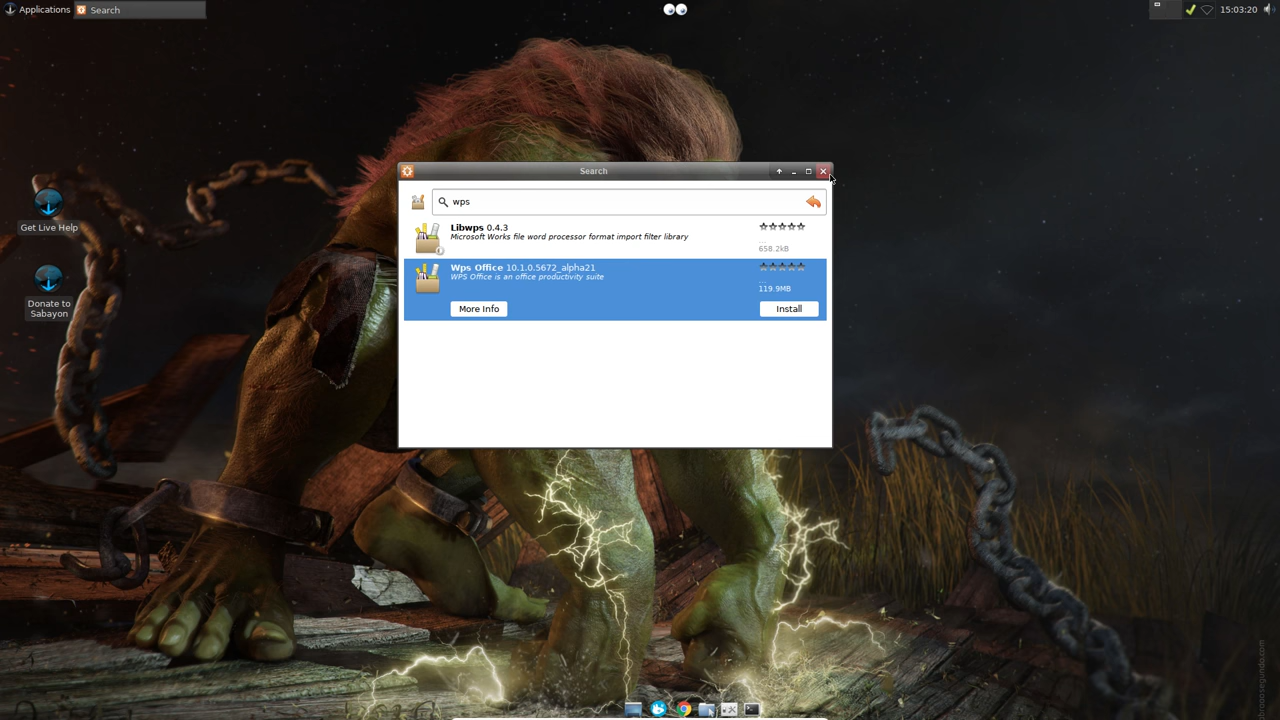 Applications
Search
15:03:20
Search
wps
Libwps 0.4.3
Microsoft Works file word processor format import filter library
...
658.2kB
Wps Office 10.1.0.5672_alpha21
WPS Office is an office productivity suite
...
119.9MB
More Info
Install
Get Live Help
Donate to
Sabayon